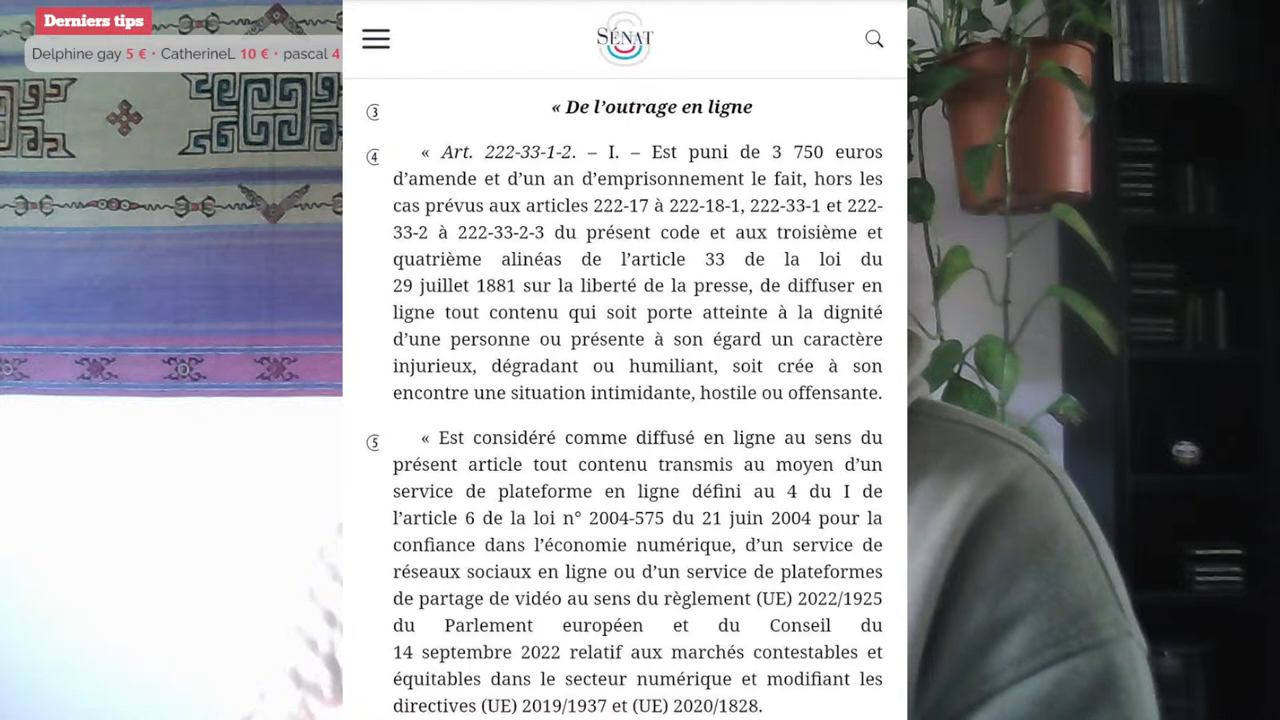 Derniers tips
Delphine gay 5 € • CatherineL 10 € • pascal 4
SÉNAT
3
« De l’outrage en ligne
4
« Art. 222-33-1-2. – I. – Est puni de 3 750 euros
d’amende et d’un an d’emprisonnement le fait, hors les
cas prévus aux articles 222-17 à 222-18-1, 222-33-1 et 222-
33-2 à 222-33-2-3 du présent code et aux troisième et
quatrième alinéas de l’article 33 de la loi du
29 juillet 1881 sur la liberté de la presse, de diffuser en
ligne tout contenu qui soit porte atteinte à la dignité
d’une personne ou présente à son égard un caractère
injurieux, dégradant ou humiliant, soit crée à son
encontre une situation intimidante, hostile ou offensante.
5
« Est considéré comme diffusé en ligne au sens du
présent article tout contenu transmis au moyen d’un
service de plateforme en ligne défini au 4 du I de
l’article 6 de la loi n° 2004-575 du 21 juin 2004 pour la
confiance dans l’économie numérique, d’un service de
réseaux sociaux en ligne ou d’un service de plateformes
de partage de vidéo au sens du règlement (UE) 2022/1925
du Parlement européen et du Conseil du
14 septembre 2022 relatif aux marchés contestables et
équitables dans le secteur numérique et modifiant les
directives (UE) 2019/1937 et (UE) 2020/1828.